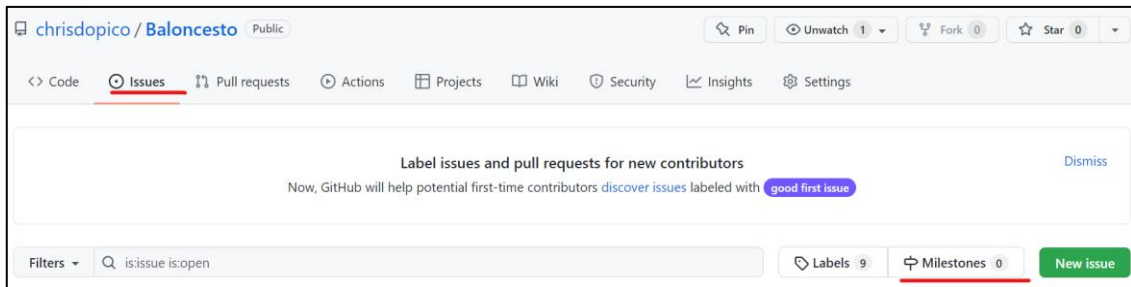 chrisdopico / Baloncesto Public Pin Unwatch 1 Fork 0 Star 0
<> Code Issues Pull requests Actions Projects Wiki Security Insights Settings
Label issues and pull requests for new contributors Dismiss
Now, GitHub will help potential first-time contributors discover issues labeled with good first issue
Filters is:issue is:open Labels 9 Milestones 0 New issue